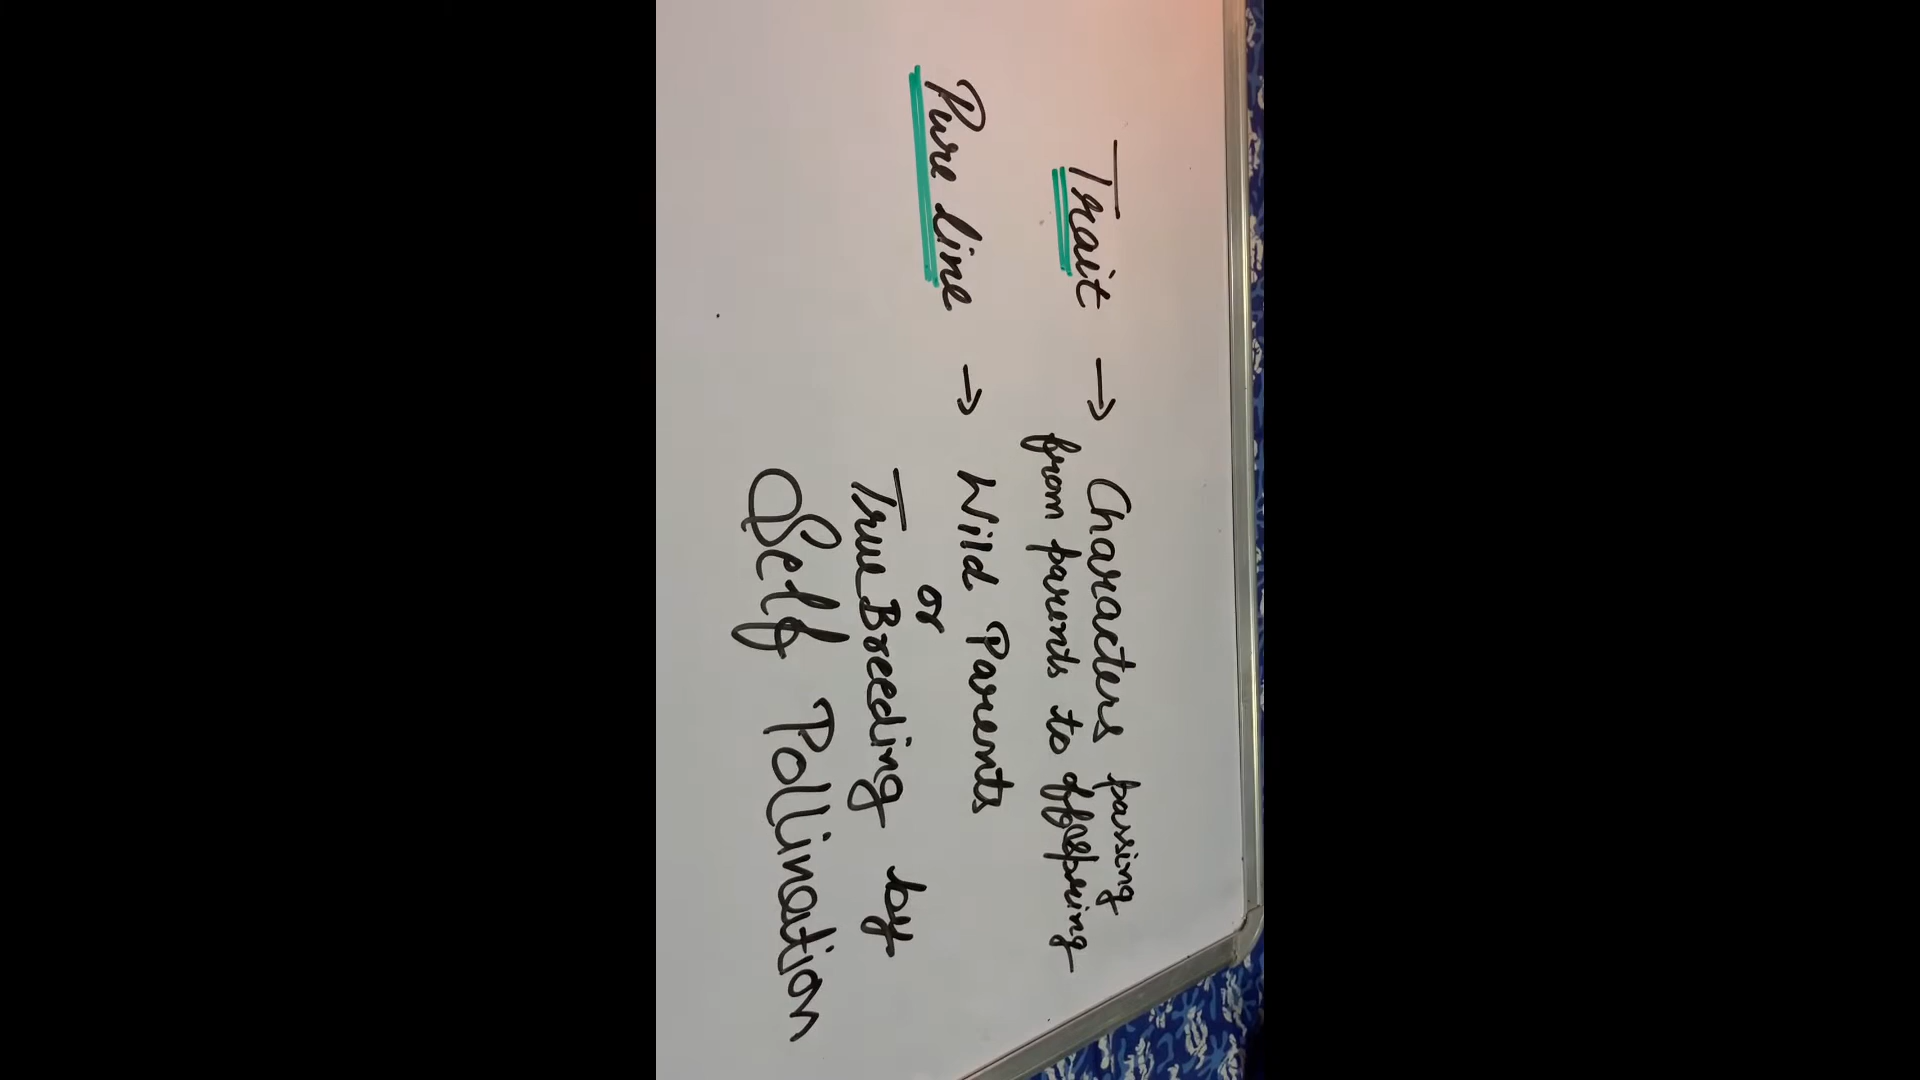 Trait → Characters passing
from parents to offspring
Pure line → Wild Parents
or
True Breeding by
Self Pollination